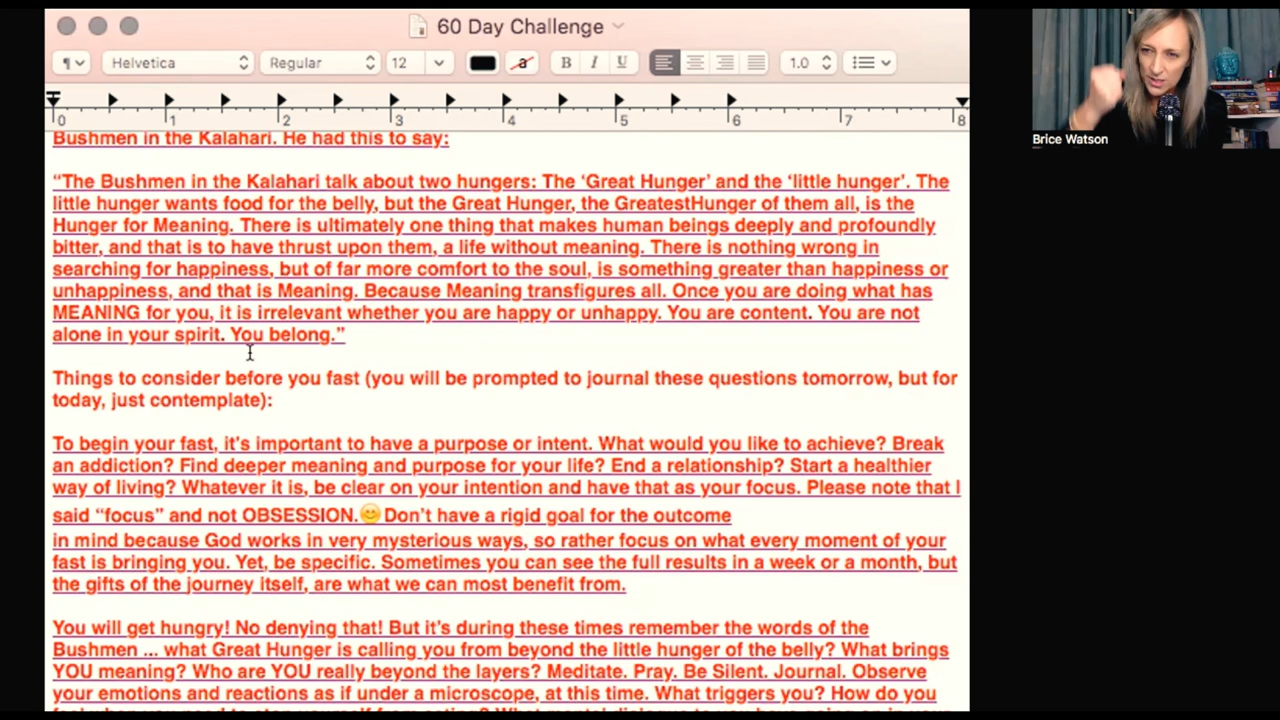 60 Day Challenge
¶ Helvetica Regular 12 a B I U 1.0
0 1 2 3 4 5 6 7 8
Brice Watson
Bushmen in the Kalahari. He had this to say:
“The Bushmen in the Kalahari talk about two hungers: The ‘Great Hunger’ and the ‘little hunger’. The
little hunger wants food for the belly, but the Great Hunger, the GreatestHunger of them all, is the
Hunger for Meaning. There is ultimately one thing that makes human beings deeply and profoundly
bitter, and that is to have thrust upon them, a life without meaning. There is nothing wrong in
searching for happiness, but of far more comfort to the soul, is something greater than happiness or
unhappiness, and that is Meaning. Because Meaning transfigures all. Once you are doing what has
MEANING for you, it is irrelevant whether you are happy or unhappy. You are content. You are not
alone in your spirit. You belong.”
Things to consider before you fast (you will be prompted to journal these questions tomorrow, but for
today, just contemplate):
To begin your fast, it’s important to have a purpose or intent. What would you like to achieve? Break
an addiction? Find deeper meaning and purpose for your life? End a relationship? Start a healthier
way of living? Whatever it is, be clear on your intention and have that as your focus. Please note that I
said “focus” and not OBSESSION.😊Don’t have a rigid goal for the outcome
in mind because God works in very mysterious ways, so rather focus on what every moment of your
fast is bringing you. Yet, be specific. Sometimes you can see the full results in a week or a month, but
the gifts of the journey itself, are what we can most benefit from.
You will get hungry! No denying that! But it’s during these times remember the words of the
Bushmen ... what Great Hunger is calling you from beyond the little hunger of the belly? What brings
YOU meaning? Who are YOU really beyond the layers? Meditate. Pray. Be Silent. Journal. Observe
your emotions and reactions as if under a microscope, at this time. What triggers you? How do you